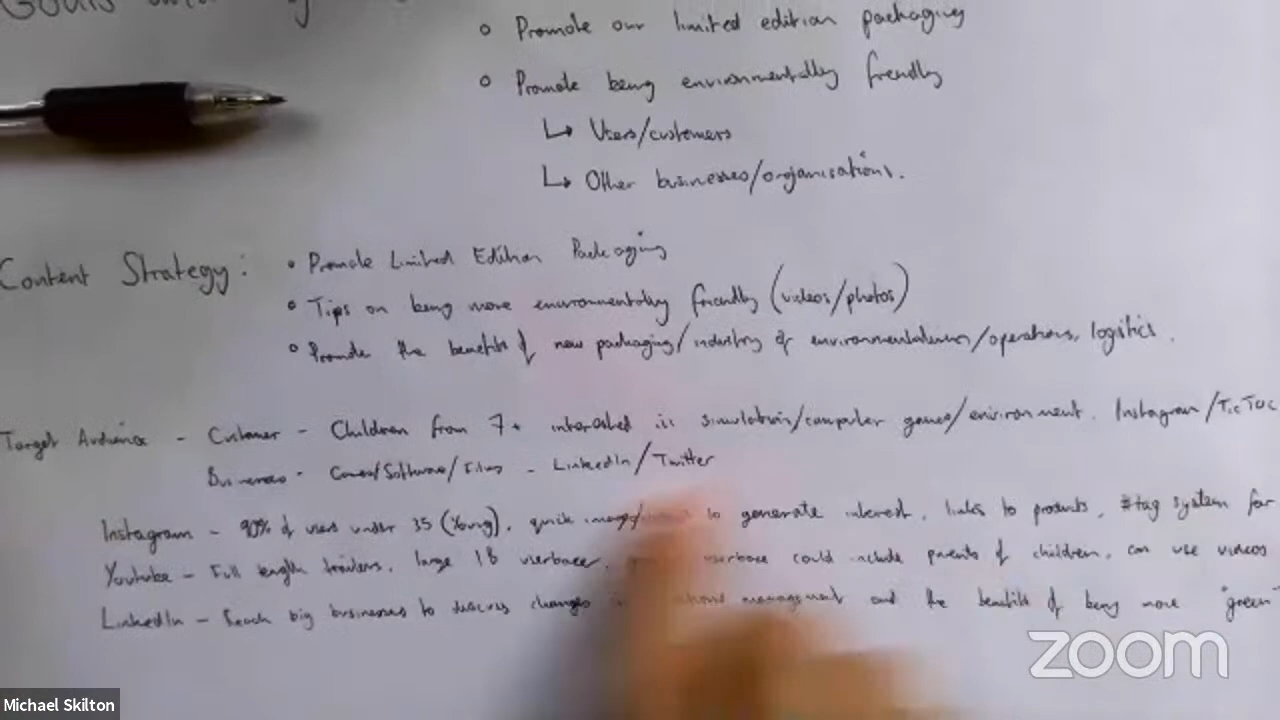 Goals
° Promote our limited edition packaging
° Promote being environmentally friendly
↳ Users/customers
↳ Other businesses/organisations.
Content Strategy: • Promote Limited Edition Packaging
° Tips on being more environmentally friendly (videos/photos)
° Promote the benefits of new packaging/industry of operations, logistics.
Target Audience - Customer - Children from 7+ interested in simulation/computer games/environment. Instagram/TicToc
Businesses - Games/Software/Films - LinkedIn/Twitter
Instagram - 90% of users under 35 (Young), quick to generate interest, links to products, #tag system for
Youtube - Full length trailers, large 1B userbase, userbase could include parents of children, can use videos
LinkedIn - Reach big businesses to discuss changes in managment and the benefits of being more "green"
zoom
Michael Skilton